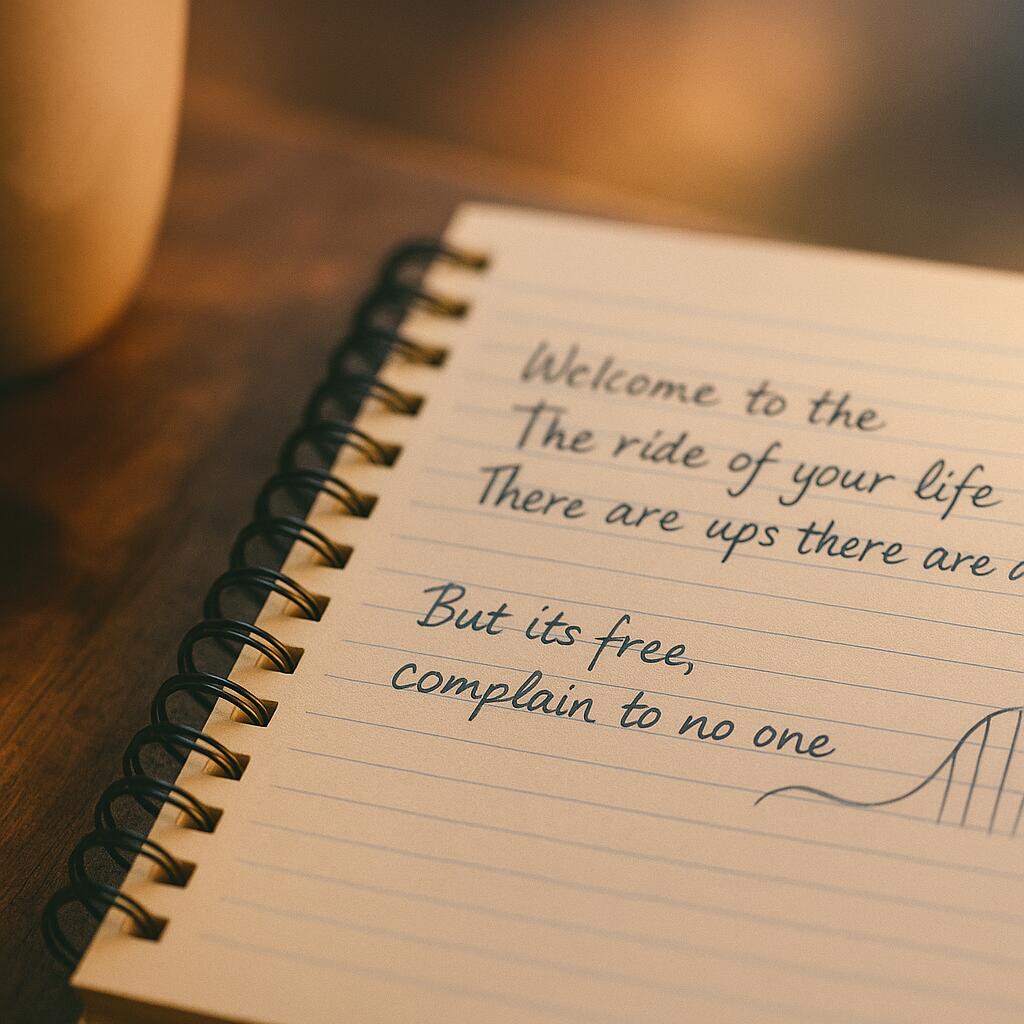 Welcome to the
The ride of your life
There are ups there are
But its free,
complain to no one